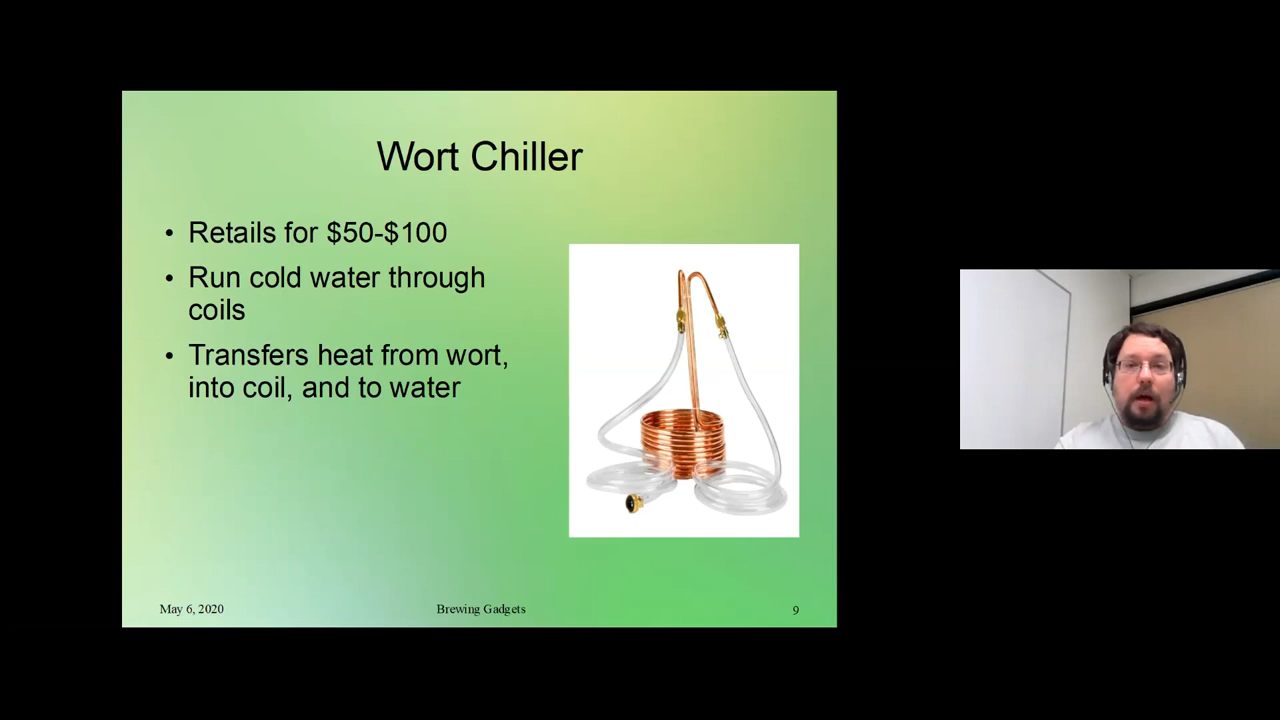 Wort Chiller
• Retails for $50-$100
• Run cold water through
coils
• Transfers heat from wort,
into coil, and to water
May 6, 2020
Brewing Gadgets
9